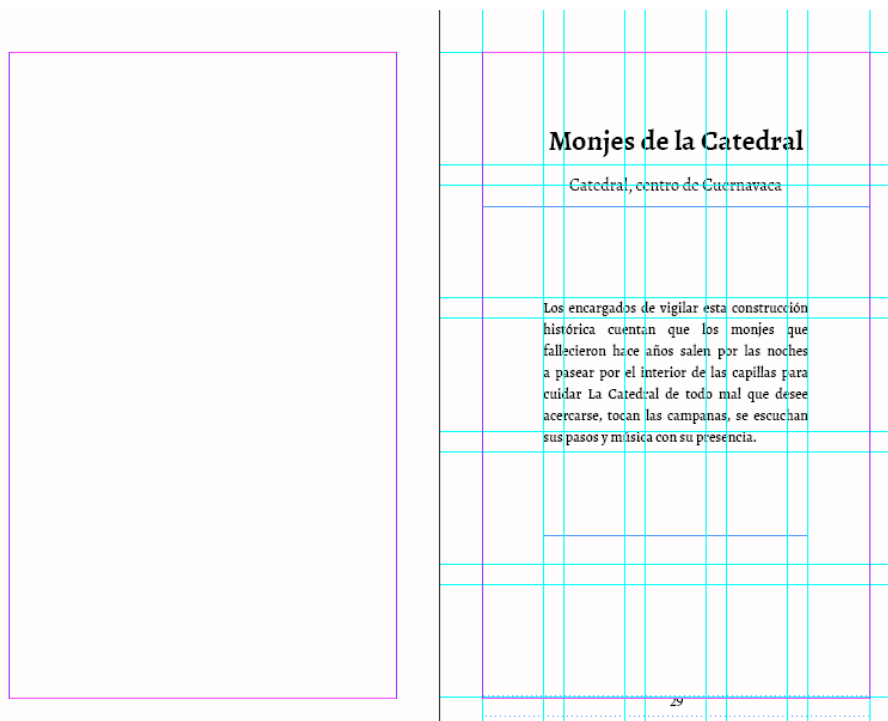 Monjes de la Catedral
Catedral, centro de Cuernavaca
Los encargados de vigilar esta construcción
histórica cuentan que los monjes que
fallecieron hace años salen por las noches
a pasear por el interior de las capillas para
cuidar La Catedral de todo mal que desee
acercarse, tocan las campanas, se escuchan
sus pasos y música con su presencia.
29